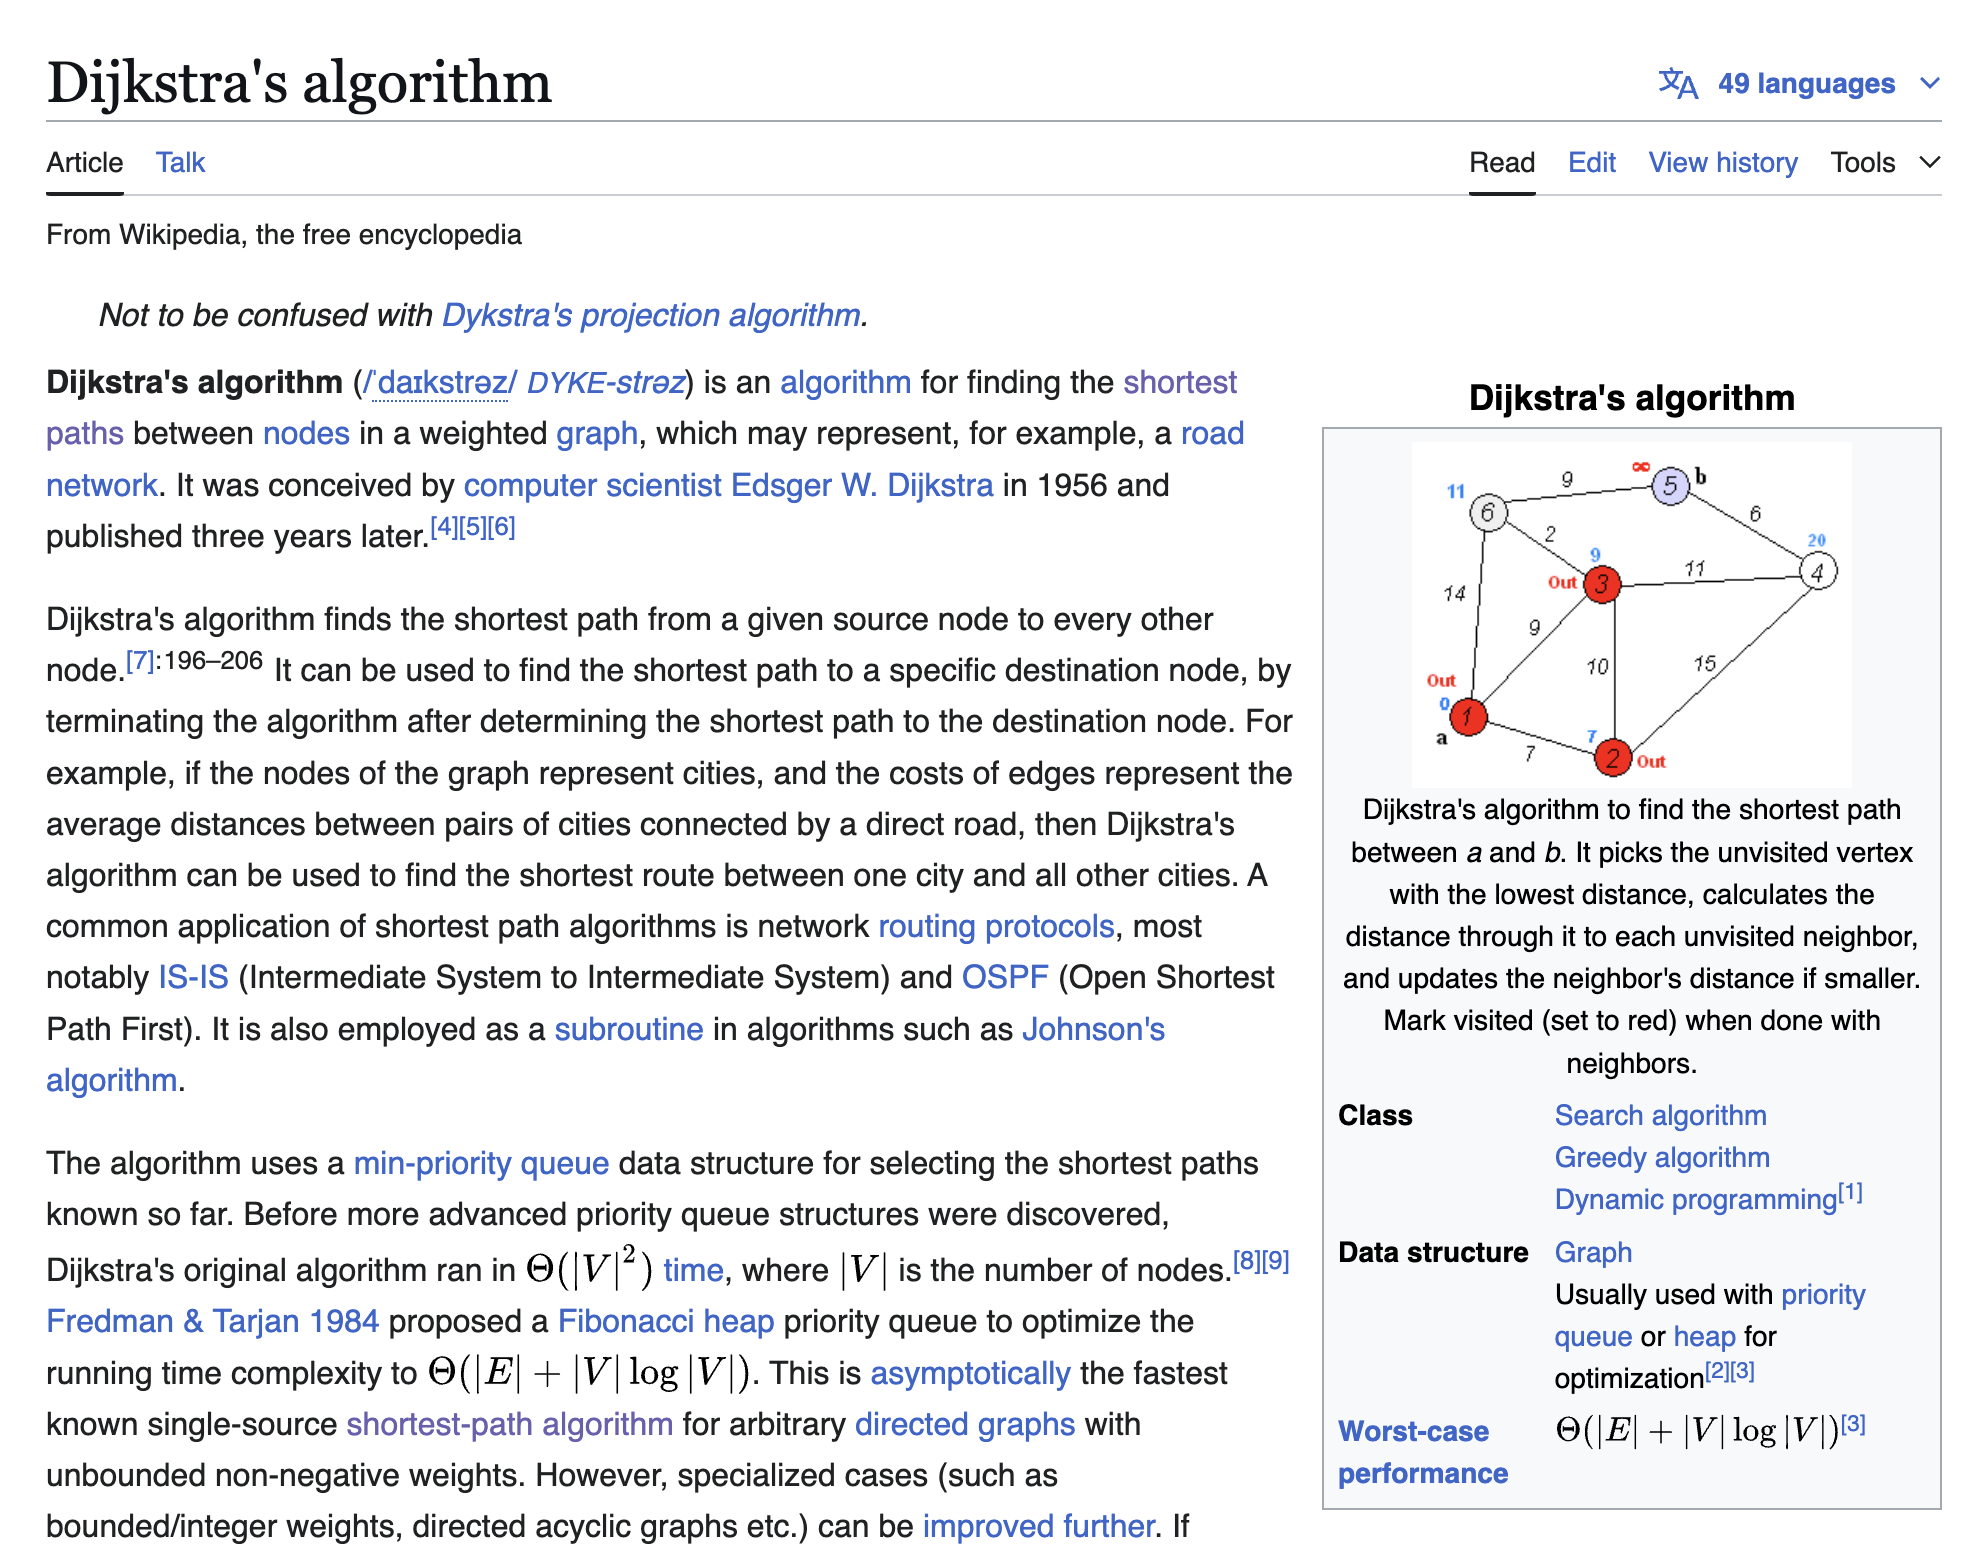 Dijkstra's algorithm
文A 49 languages
Article Talk Read Edit View history Tools
From Wikipedia, the free encyclopedia
Not to be confused with Dykstra's projection algorithm.
Dijkstra's algorithm (/ˈdaɪkstrəz/ DYKE-strəz) is an algorithm for finding the shortest
paths between nodes in a weighted graph, which may represent, for example, a road
network. It was conceived by computer scientist Edsger W. Dijkstra in 1956 and
published three years later.[4][5][6]
Dijkstra's algorithm finds the shortest path from a given source node to every other
node.[7]:196–206 It can be used to find the shortest path to a specific destination node, by
terminating the algorithm after determining the shortest path to the destination node. For
example, if the nodes of the graph represent cities, and the costs of edges represent the
average distances between pairs of cities connected by a direct road, then Dijkstra's
algorithm can be used to find the shortest route between one city and all other cities. A
common application of shortest path algorithms is network routing protocols, most
notably IS-IS (Intermediate System to Intermediate System) and OSPF (Open Shortest
Path First). It is also employed as a subroutine in algorithms such as Johnson's
algorithm.
The algorithm uses a min-priority queue data structure for selecting the shortest paths
known so far. Before more advanced priority queue structures were discovered,
Dijkstra's original algorithm ran in Θ(|V|²) time, where |V| is the number of nodes.[8][9]
Fredman & Tarjan 1984 proposed a Fibonacci heap priority queue to optimize the
running time complexity to Θ(|E| + |V| log |V|). This is asymptotically the fastest
known single-source shortest-path algorithm for arbitrary directed graphs with
unbounded non-negative weights. However, specialized cases (such as
bounded/integer weights, directed acyclic graphs etc.) can be improved further. If
Dijkstra's algorithm
∞ 5 b
9
11
6
6
2
20
9
Out 3
11
4
14
9
10
15
Out
0
1
a
7
7
2 Out
Dijkstra's algorithm to find the shortest path
between a and b. It picks the unvisited vertex
with the lowest distance, calculates the
distance through it to each unvisited neighbor,
and updates the neighbor's distance if smaller.
Mark visited (set to red) when done with
neighbors.
Class Search algorithm
Greedy algorithm
Dynamic programming[1]
Data structure Graph
Usually used with priority
queue or heap for
optimization[2][3]
Worst-case Θ(|E| + |V| log |V|)[3]
performance